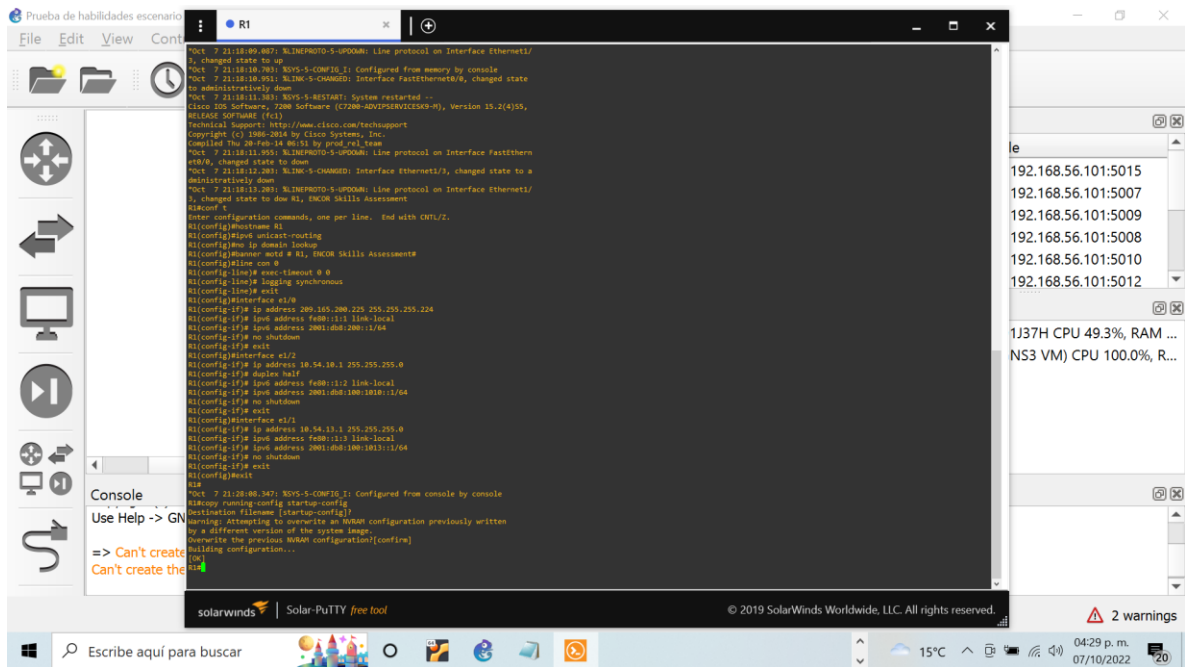 Prueba de habilidades escenario
R1
File Edit View Cont
*Oct 7 21:18:09.087: %LINEPROTO-5-UPDOWN: Line protocol on Interface Ethernet1/
3, changed state to up
*Oct 7 21:18:10.703: %SYS-5-CONFIG_I: Configured from memory by console
*Oct 7 21:18:10.951: %LINK-5-CHANGED: Interface FastEthernet0/0, changed state
to administratively down
*Oct 7 21:18:11.383: %SYS-5-RESTART: System restarted --
Cisco IOS Software, 7200 Software (C7200-ADVIPSERVICESK9-M), Version 15.2(4)S5,
RELEASE SOFTWARE (fc1)
Technical Support: http://www.cisco.com/techsupport
Copyright (c) 1986-2014 by Cisco Systems, Inc.
Compiled Thu 20-Feb-14 06:51 by prod_rel_team
*Oct 7 21:18:11.955: %LINEPROTO-5-UPDOWN: Line protocol on Interface FastEthern
et0/0, changed state to down
*Oct 7 21:18:12.203: %LINK-5-CHANGED: Interface Ethernet1/3, changed state to a
dministratively down
*Oct 7 21:18:13.203: %LINEPROTO-5-UPDOWN: Line protocol on Interface Ethernet1/
3, changed state to dow R1, ENCOR Skills Assessment
R1#conf t
Enter configuration commands, one per line. End with CNTL/Z.
R1(config)#hostname R1
R1(config)#ipv6 unicast-routing
R1(config)#no ip domain lookup
R1(config)#banner motd # R1, ENCOR Skills Assessment#
R1(config)#line con 0
R1(config-line)# exec-timeout 0 0
R1(config-line)# logging synchronous
R1(config-line)# exit
R1(config)#interface e1/0
R1(config-if)# ip address 209.165.200.225 255.255.255.224
R1(config-if)# ipv6 address fe80::1:1 link-local
R1(config-if)# ipv6 address 2001:db8:200::1/64
R1(config-if)# no shutdown
R1(config-if)# exit
R1(config)#interface e1/2
R1(config-if)# ip address 10.54.10.1 255.255.255.0
R1(config-if)# duplex half
R1(config-if)# ipv6 address fe80::1:2 link-local
R1(config-if)# ipv6 address 2001:db8:100:1010::1/64
R1(config-if)# no shutdown
R1(config-if)# exit
R1(config)#interface e1/1
R1(config-if)# ip address 10.54.13.1 255.255.255.0
R1(config-if)# ipv6 address fe80::1:3 link-local
R1(config-if)# ipv6 address 2001:db8:100:1013::1/64
R1(config-if)# no shutdown
R1(config-if)# exit
R1(config)#exit
R1#
*Oct 7 21:28:08.347: %SYS-5-CONFIG_I: Configured from console by console
R1#copy running-config startup-config
Destination filename [startup-config]?
Warning: Attempting to overwrite an NVRAM configuration previously written
by a different version of the system image.
Overwrite the previous NVRAM configuration?[confirm]
Building configuration...
[OK]
R1#
le
192.168.56.101:5015
192.168.56.101:5007
192.168.56.101:5009
192.168.56.101:5008
192.168.56.101:5010
192.168.56.101:5012
1J37H CPU 49.3%, RAM ...
NS3 VM) CPU 100.0%, R...
Console
Use Help -> GN
=> Can't create
Can't create the
solarwinds
Solar-PuTTY free tool
© 2019 SolarWinds Worldwide, LLC. All rights reserved.
2 warnings
Escribe aquí para buscar
15°C
04:29 p. m.
07/10/2022
20